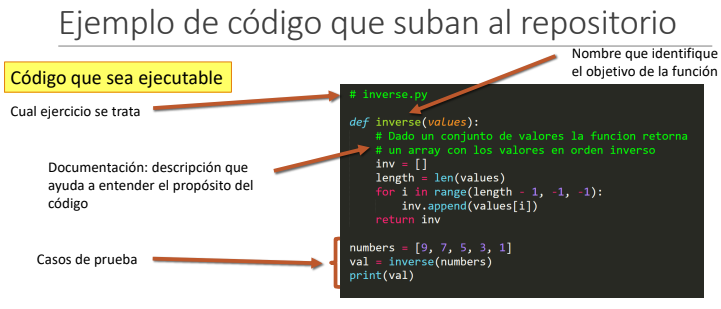 Ejemplo de código que suban al repositorio
Nombre que identifique
el objetivo de la función
Código que sea ejecutable
Cual ejercicio se trata
Documentación: descripción que
ayuda a entender el propósito del
código
Casos de prueba
# inverse.py
def inverse(values):
# Dado un conjunto de valores la funcion retorna
# un array con los valores en orden inverso
inv = []
length = len(values)
for i in range(length - 1, -1, -1):
inv.append(values[i])
return inv
numbers = [9, 7, 5, 3, 1]
val = inverse(numbers)
print(val)